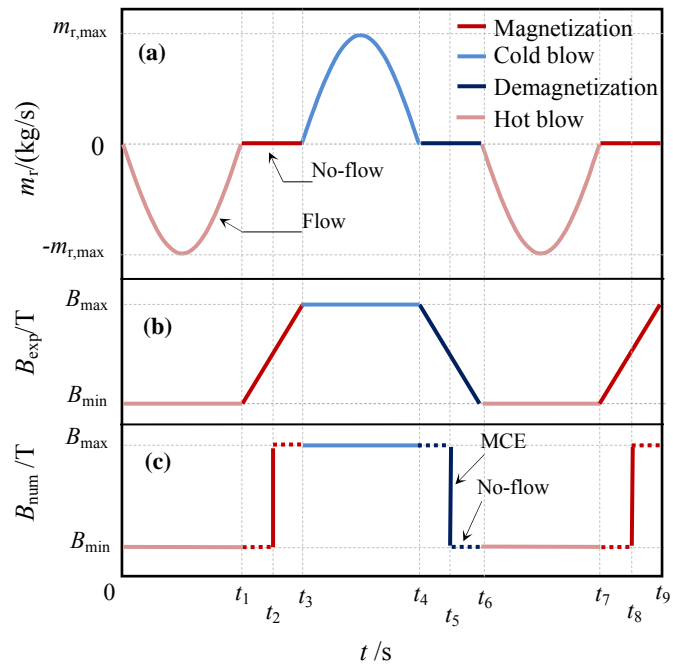 m_r,max
(a)
Magnetization
Cold blow
Demagnetization
Hot blow
m_r/(kg/s)
0
No-flow
Flow
-m_r,max
B_max
(b)
B_exp/T
B_min
B_max
(c)
MCE
B_num /T
No-flow
B_min
0
t_1 t_2 t_3 t_4 t_5 t_6 t_7 t_8 t_9
t /s